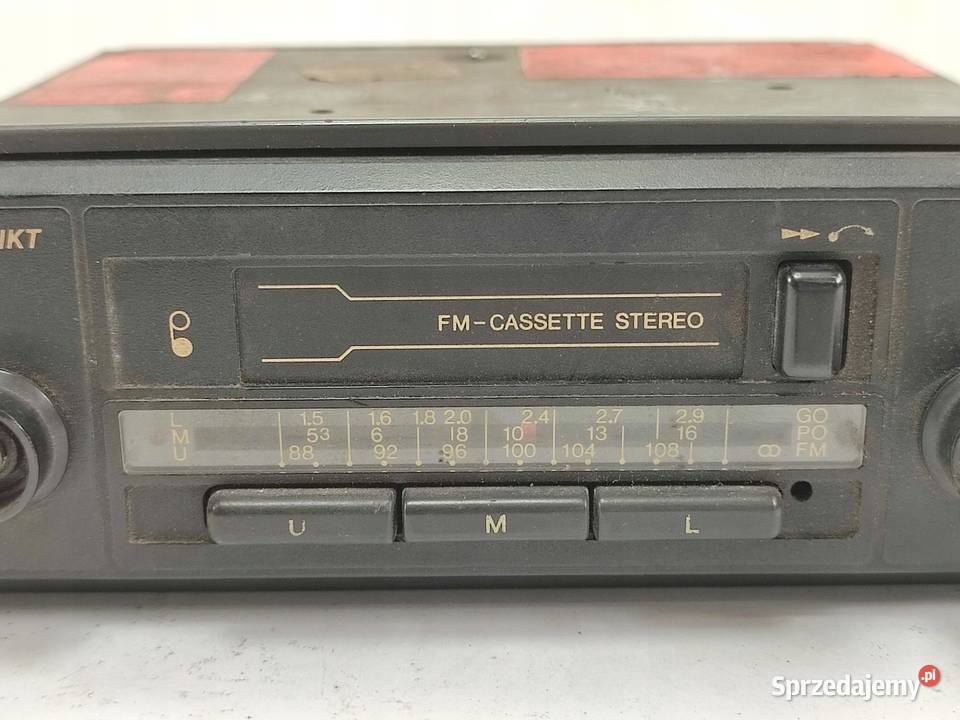 NKT
FM-CASSETTE STEREO
L 1.5 1.6 1.8 2.0 2.4 2.7 2.9 GO
M 53 6 18 10 13 16 PO
U 88 92 96 100 104 108 FM
U M L
Sprzedajemy.pl